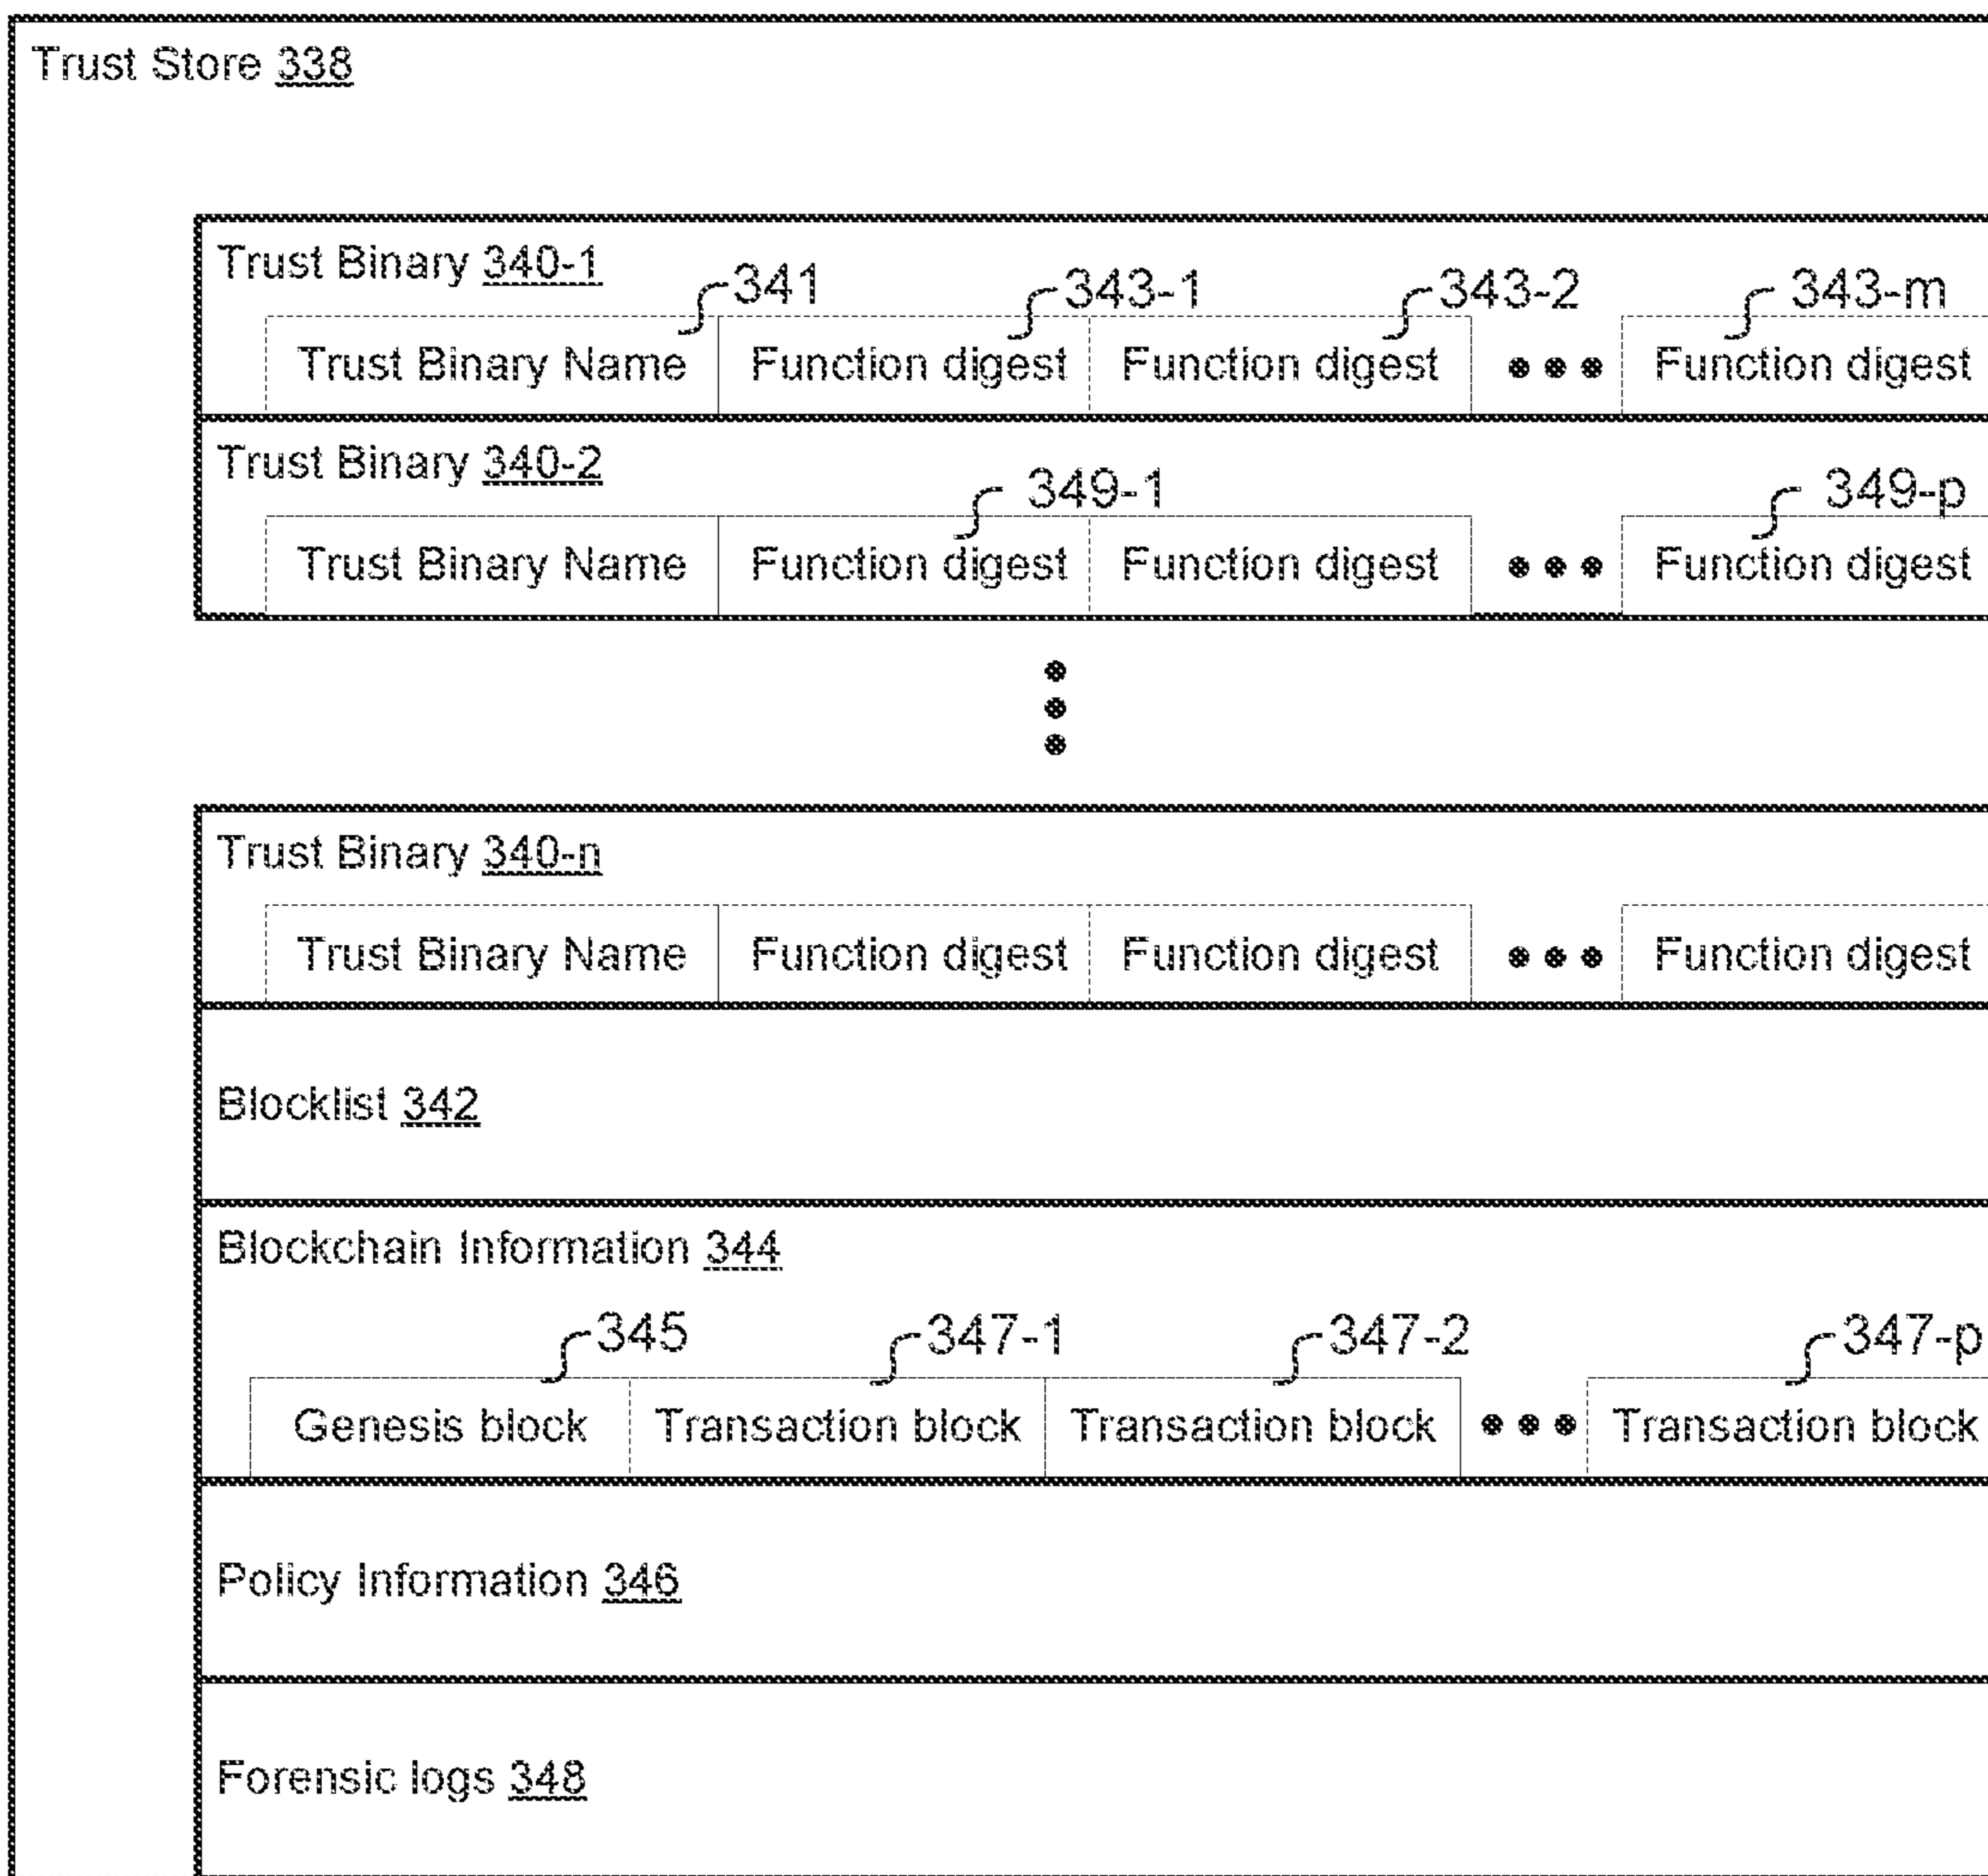 Trust Store 338
Trust Binary 340-1
341 343-1 343-2 343-m
Trust Binary Name Function digest Function digest ••• Function digest
Trust Binary 340-2
349-1 349-p
Trust Binary Name Function digest Function digest ••• Function digest
Trust Binary 340-n
Trust Binary Name Function digest Function digest ••• Function digest
Blocklist 342
Blockchain Information 344
345 347-1 347-2 347-p
Genesis block Transaction block Transaction block ••• Transaction block
Policy Information 346
Forensic logs 348